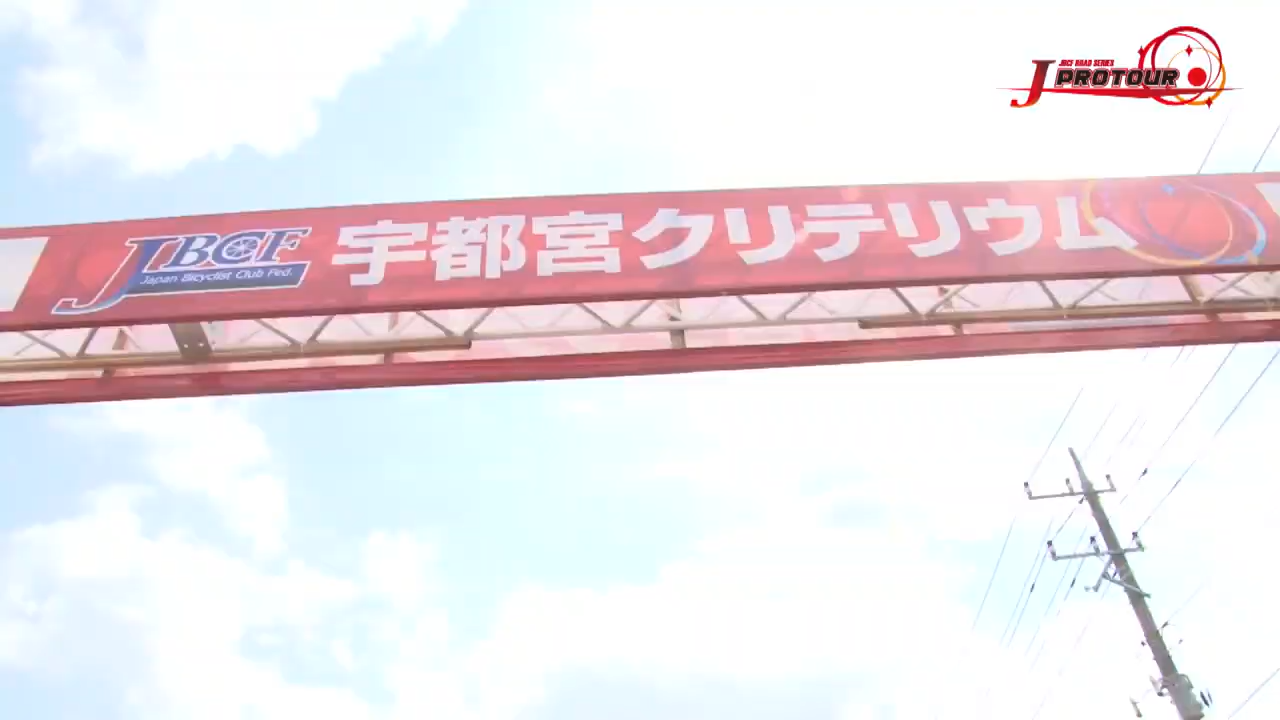 JBCF ROAD SERIES
J PROTOUR
JBCF 宇都宮クリテリウム
Japan Bicyclist Club Fed.